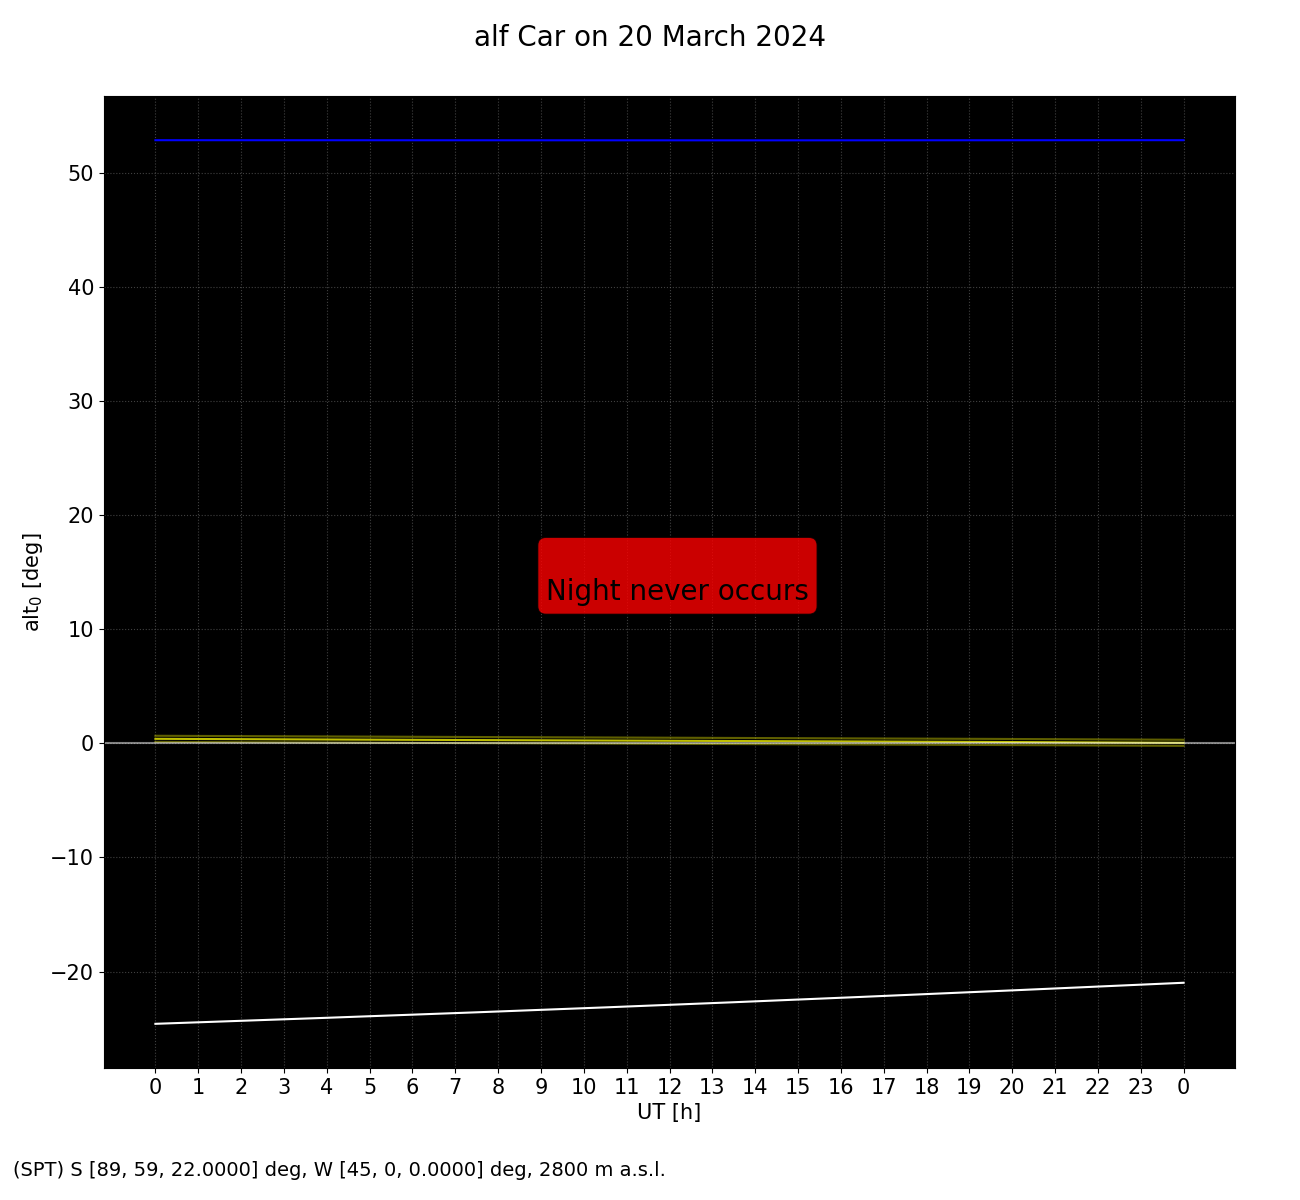 alf Car on 20 March 2024
50
40
30
20
10
0
−10
−20
alt₀ [deg]
Night never occurs
0 1 2 3 4 5 6 7 8 9 10 11 12 13 14 15 16 17 18 19 20 21 22 23 0
UT [h]
(SPT) S [89, 59, 22.0000] deg, W [45, 0, 0.0000] deg, 2800 m a.s.l.